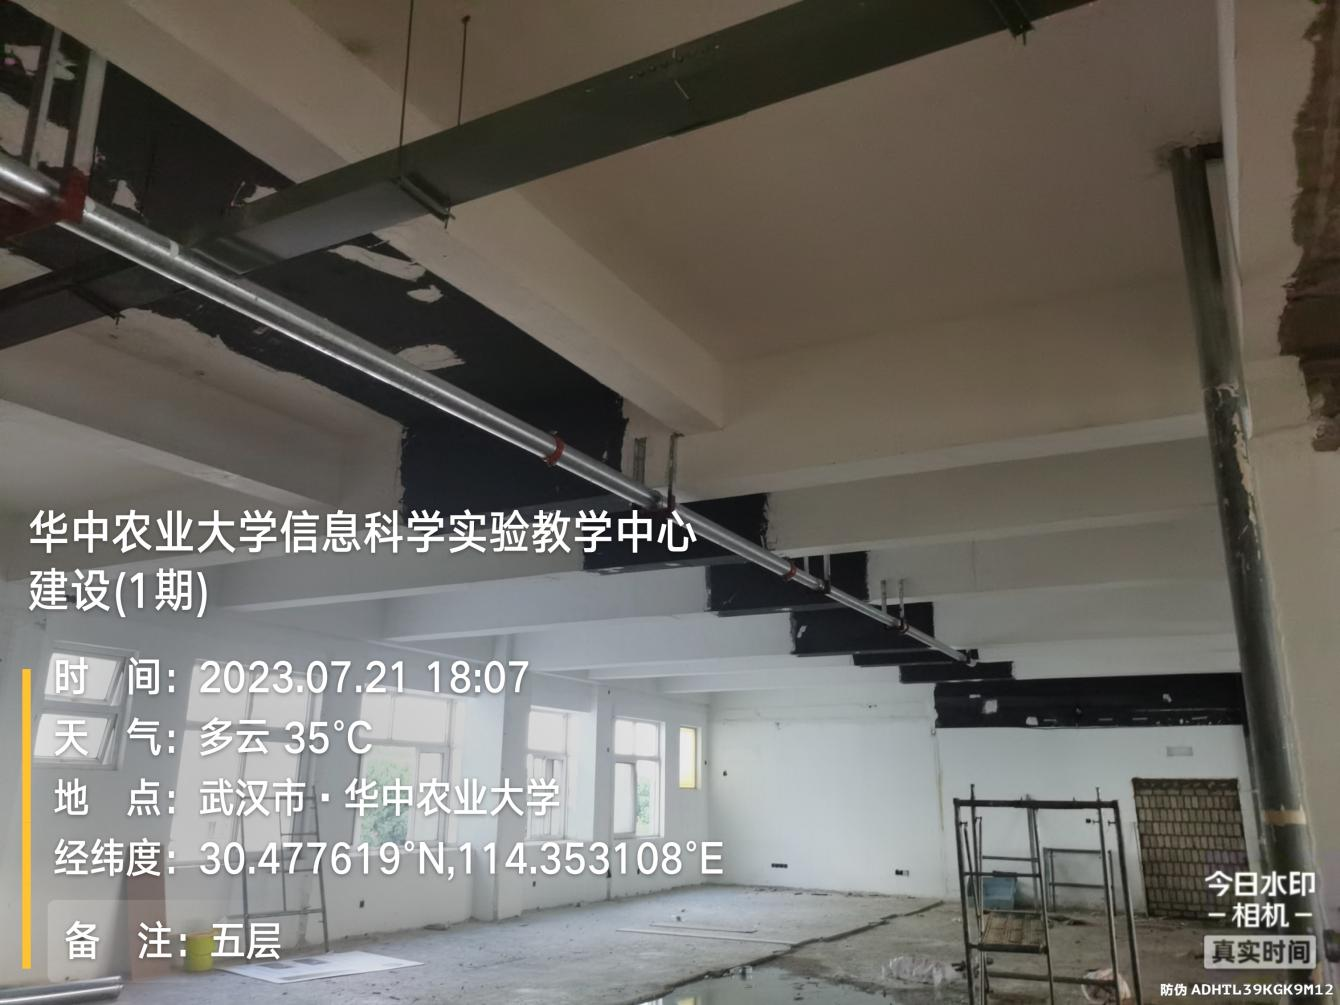 华中农业大学信息科学实验教学中心
建设(1期)
时 间：2023.07.21 18:07
天 气：多云 35°C
地 点：武汉市·华中农业大学
经纬度：30.477619°N,114.353108°E
备 注：五层
今日水印
相机
真实时间
防伪 ADHTL39KGK9M12